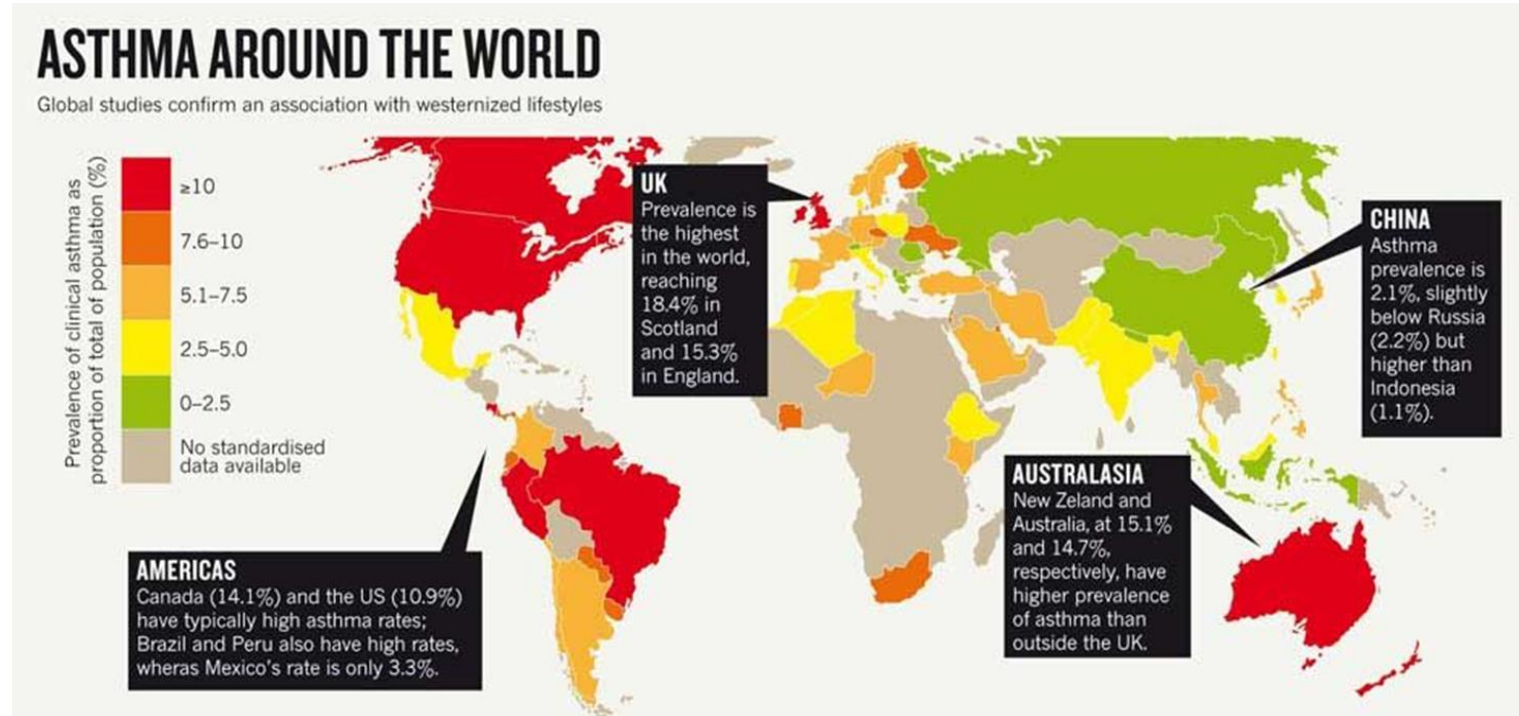 ASTHMA AROUND THE WORLD
Global studies confirm an association with westernized lifestyles
Prevalence of clinical asthma as
proportion of total of population (%)
≥10
7.6–10
5.1–7.5
2.5–5.0
0–2.5
No standardised
data available
UK
Prevalence is
the highest
in the world,
reaching
18.4% in
Scotland
and 15.3%
in England.
CHINA
Asthma
prevalence is
2.1%, slightly
below Russia
(2.2%) but
higher than
Indonesia
(1.1%).
AMERICAS
Canada (14.1%) and the US (10.9%)
have typically high asthma rates;
Brazil and Peru also have high rates,
wheras Mexico's rate is only 3.3%.
AUSTRALASIA
New Zeland and
Australia, at 15.1%
and 14.7%,
respectively, have
higher prevalence
of asthma than
outside the UK.